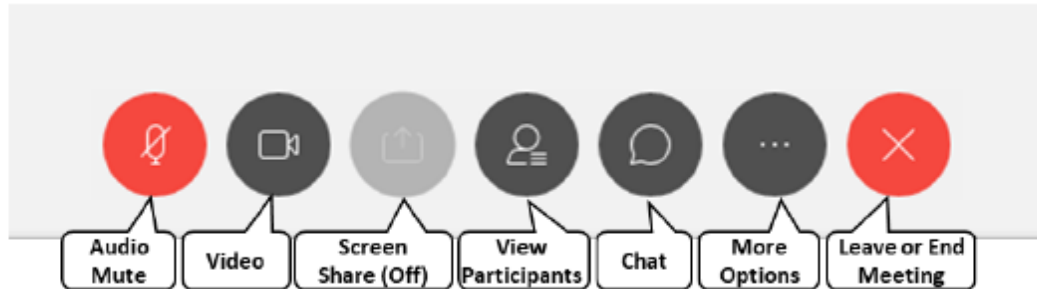 Audio
Mute
Video
Screen
Share (Off)
View
Participants
Chat
More
Options
Leave or End
Meeting